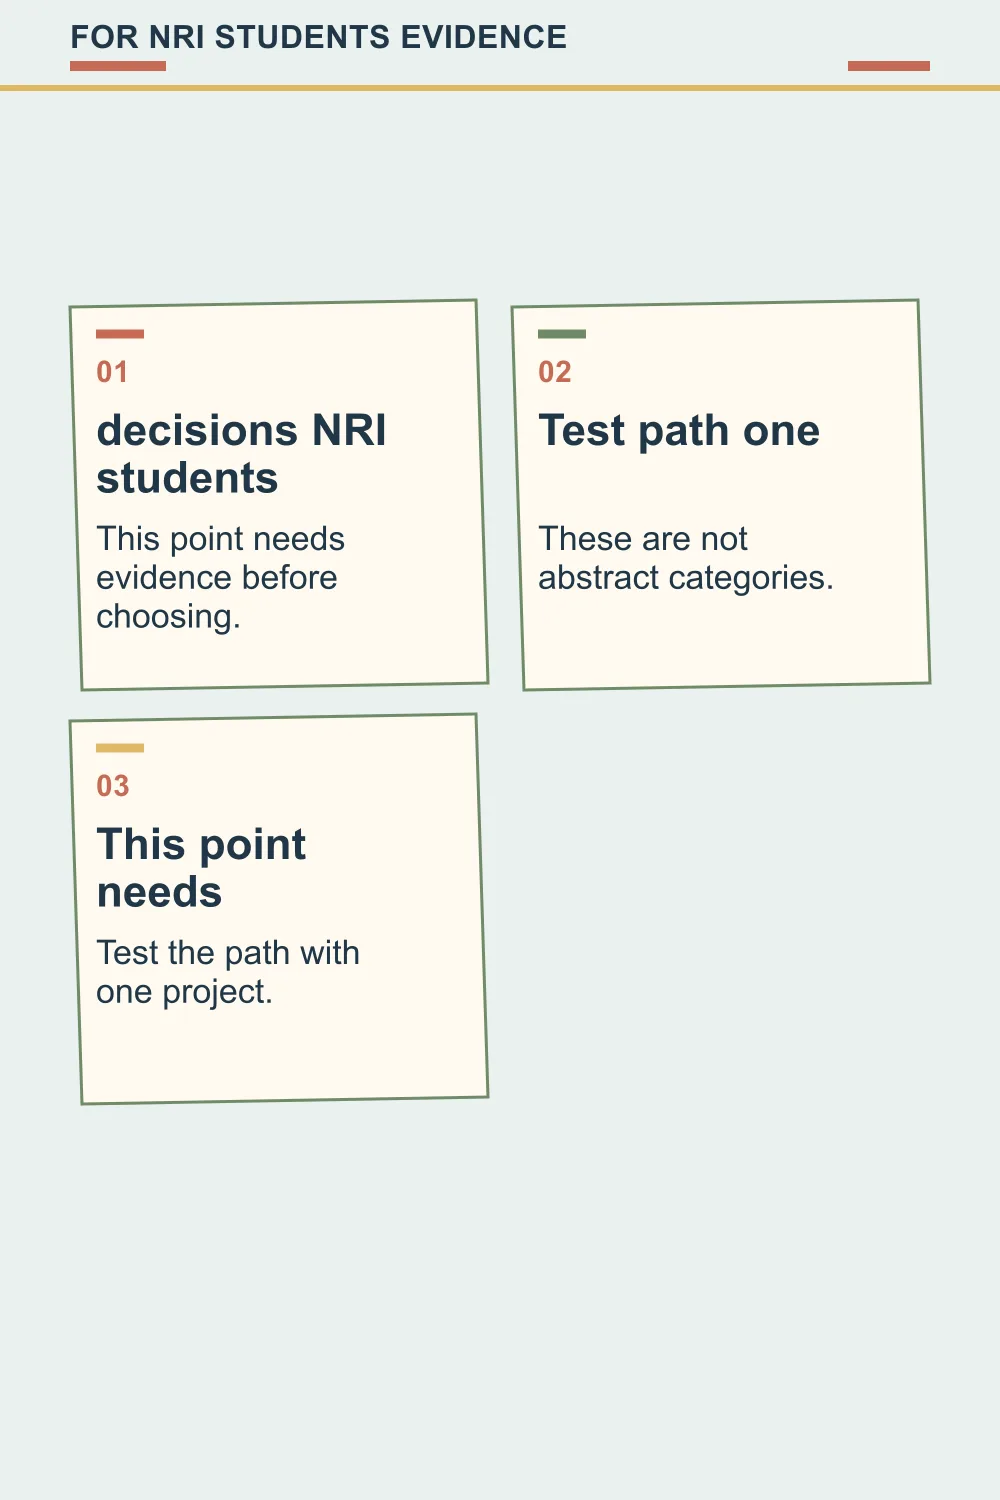 FOR NRI STUDENTS EVIDENCE
01
decisions NRI
students
This point needs
evidence before
choosing.
02
Test path one
These are not
abstract categories.
03
This point
needs
Test the path with
one project.